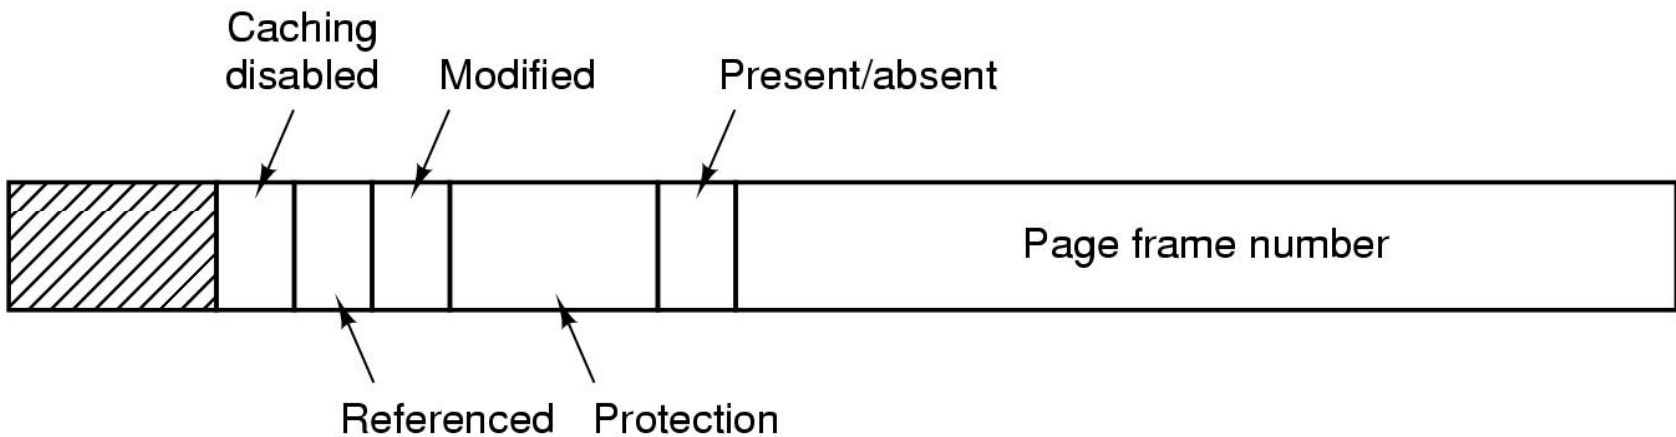 Caching
disabled
Modified
Present/absent
Page frame number
Referenced
Protection